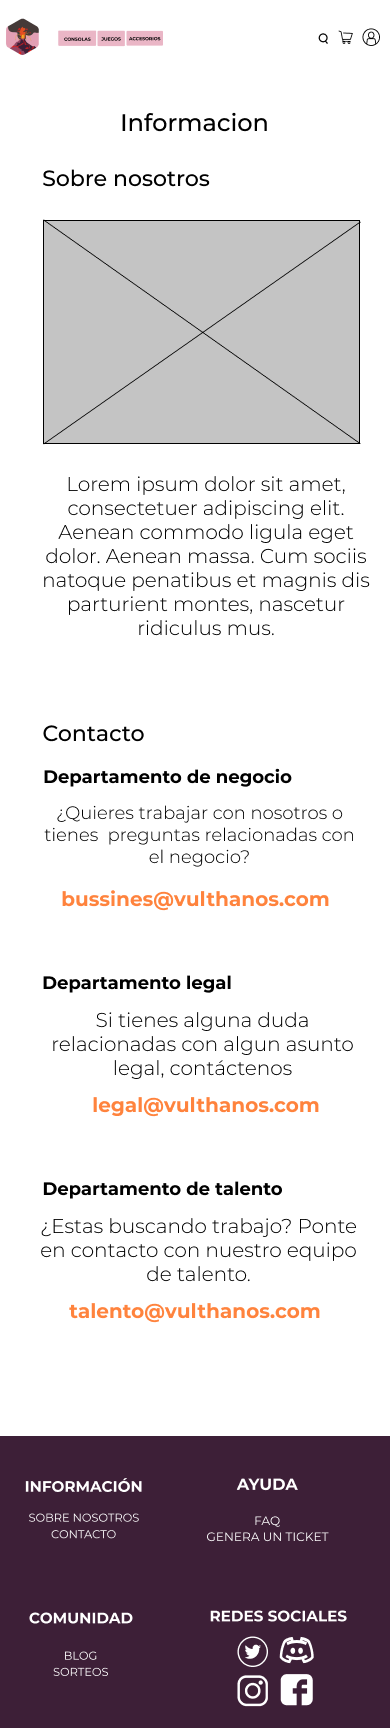 CONSOLAS JUEGOS ACCESORIOS
Informacion
Sobre nosotros
Lorem ipsum dolor sit amet,
consectetuer adipiscing elit.
Aenean commodo ligula eget
dolor. Aenean massa. Cum sociis
natoque penatibus et magnis dis
parturient montes, nascetur
ridiculus mus.
Contacto
Departamento de negocio
¿Quieres trabajar con nosotros o
tienes  preguntas relacionadas con
el negocio?
bussines@vulthanos.com
Departamento legal
Si tienes alguna duda
relacionadas con algun asunto
legal, contáctenos
legal@vulthanos.com
Departamento de talento
¿Estas buscando trabajo? Ponte
en contacto con nuestro equipo
de talento.
talento@vulthanos.com
INFORMACIÓN
SOBRE NOSOTROS
CONTACTO
AYUDA
FAQ
GENERA UN TICKET
COMUNIDAD
BLOG
SORTEOS
REDES SOCIALES